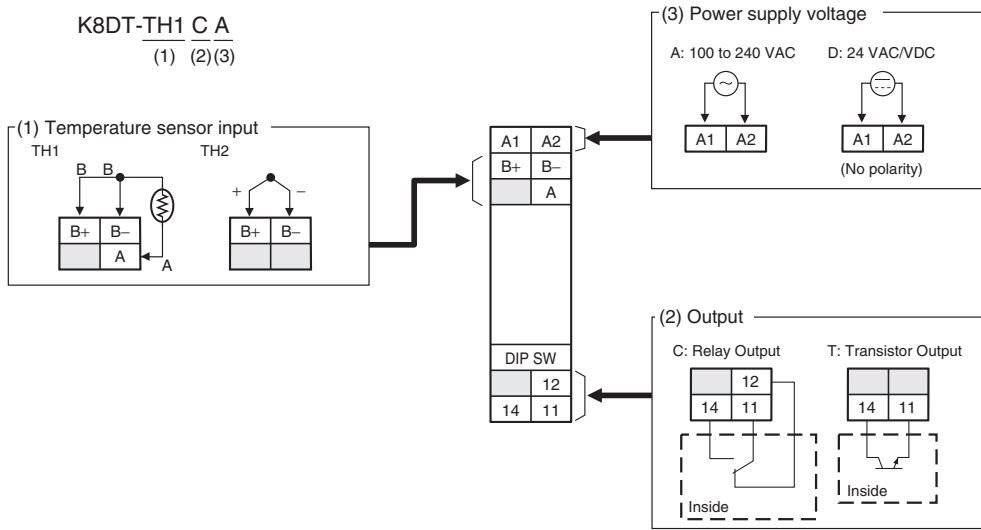 K8DT-TH1 C A
(1) (2)(3)
(1) Temperature sensor input
TH1
TH2
B B
B+ B−
A
A
+ −
B+ B−
A1 A2
B+ B−
A
DIP SW
12
14 11
(3) Power supply voltage
A: 100 to 240 VAC
D: 24 VAC/VDC
A1 A2
A1 A2
(No polarity)
(2) Output
C: Relay Output
T: Transistor Output
12
14 11
14 11
Inside
Inside